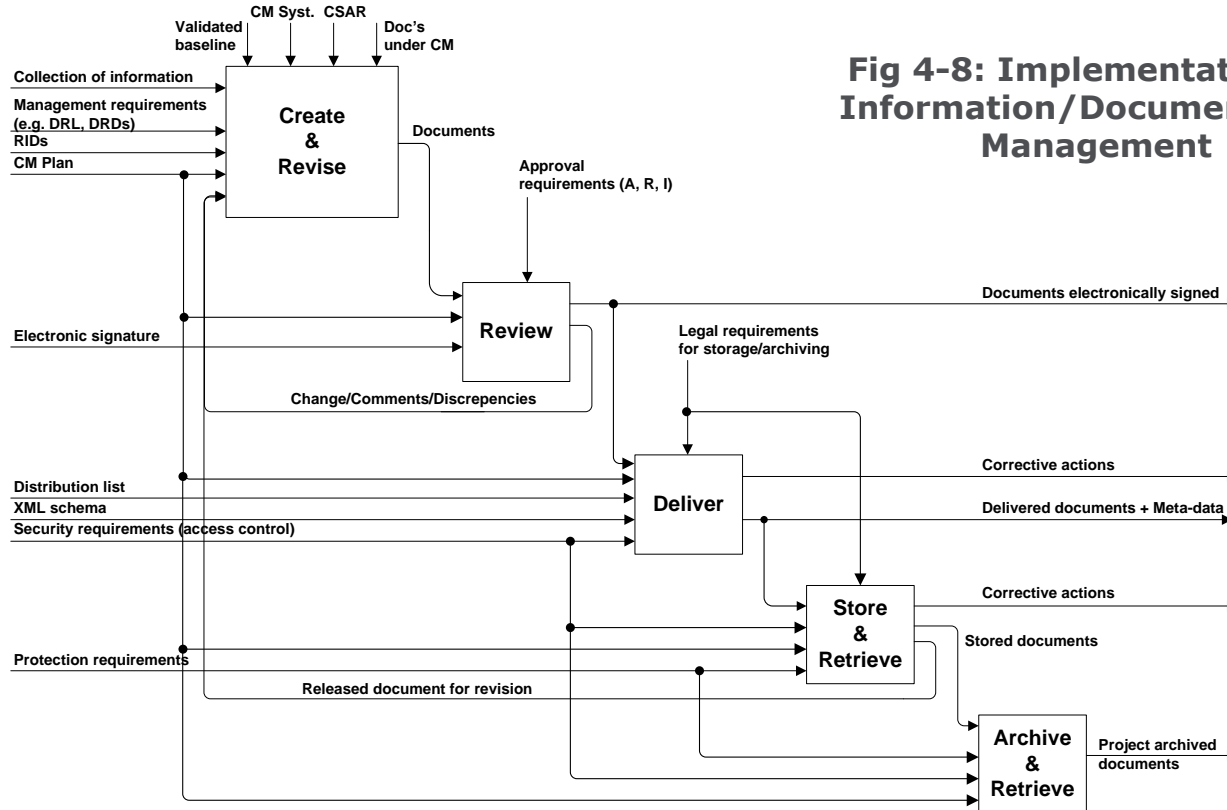 CM Syst. CSAR
Validated
baseline
Doc's
under CM
Fig 4-8: Implementat
Information/Documen
Management
Collection of information
Management requirements
(e.g. DRL, DRDs)
RIDs
CM Plan
Create
&
Revise
Documents
Approval
requirements (A, R, I)
Documents electronically signed
Review
Electronic signature
Legal requirements
for storage/archiving
Change/Comments/Discrepencies
Corrective actions
Distribution list
Deliver
XML schema
Delivered documents + Meta-data
Security requirements (access control)
Corrective actions
Store
&
Retrieve
Stored documents
Protection requirements
Released document for revision
Archive
&
Retrieve
Project archived
documents